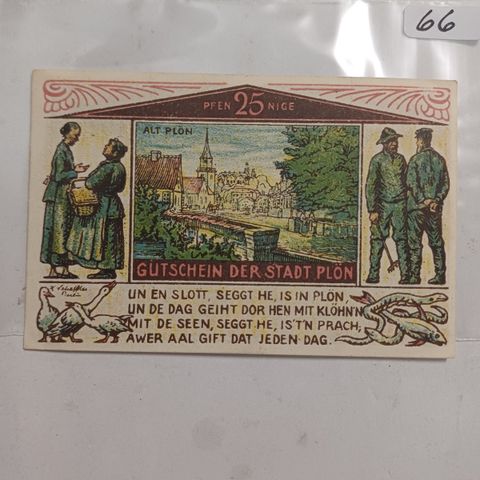 66
PFEN 25 NIGE
ALT PLÖN
GUTSCHEIN DER STADT PLÖN
UN EN SLOTT, SEGGT HE, IS IN PLÖN,
UN DE DAG GEIHT DOR HEN MIT KLÖHN'N
MIT DE SEEN, SEGGT HE, IS'T'N PRACH;
AWER AAL GIFT DAT JEDEN DAG.